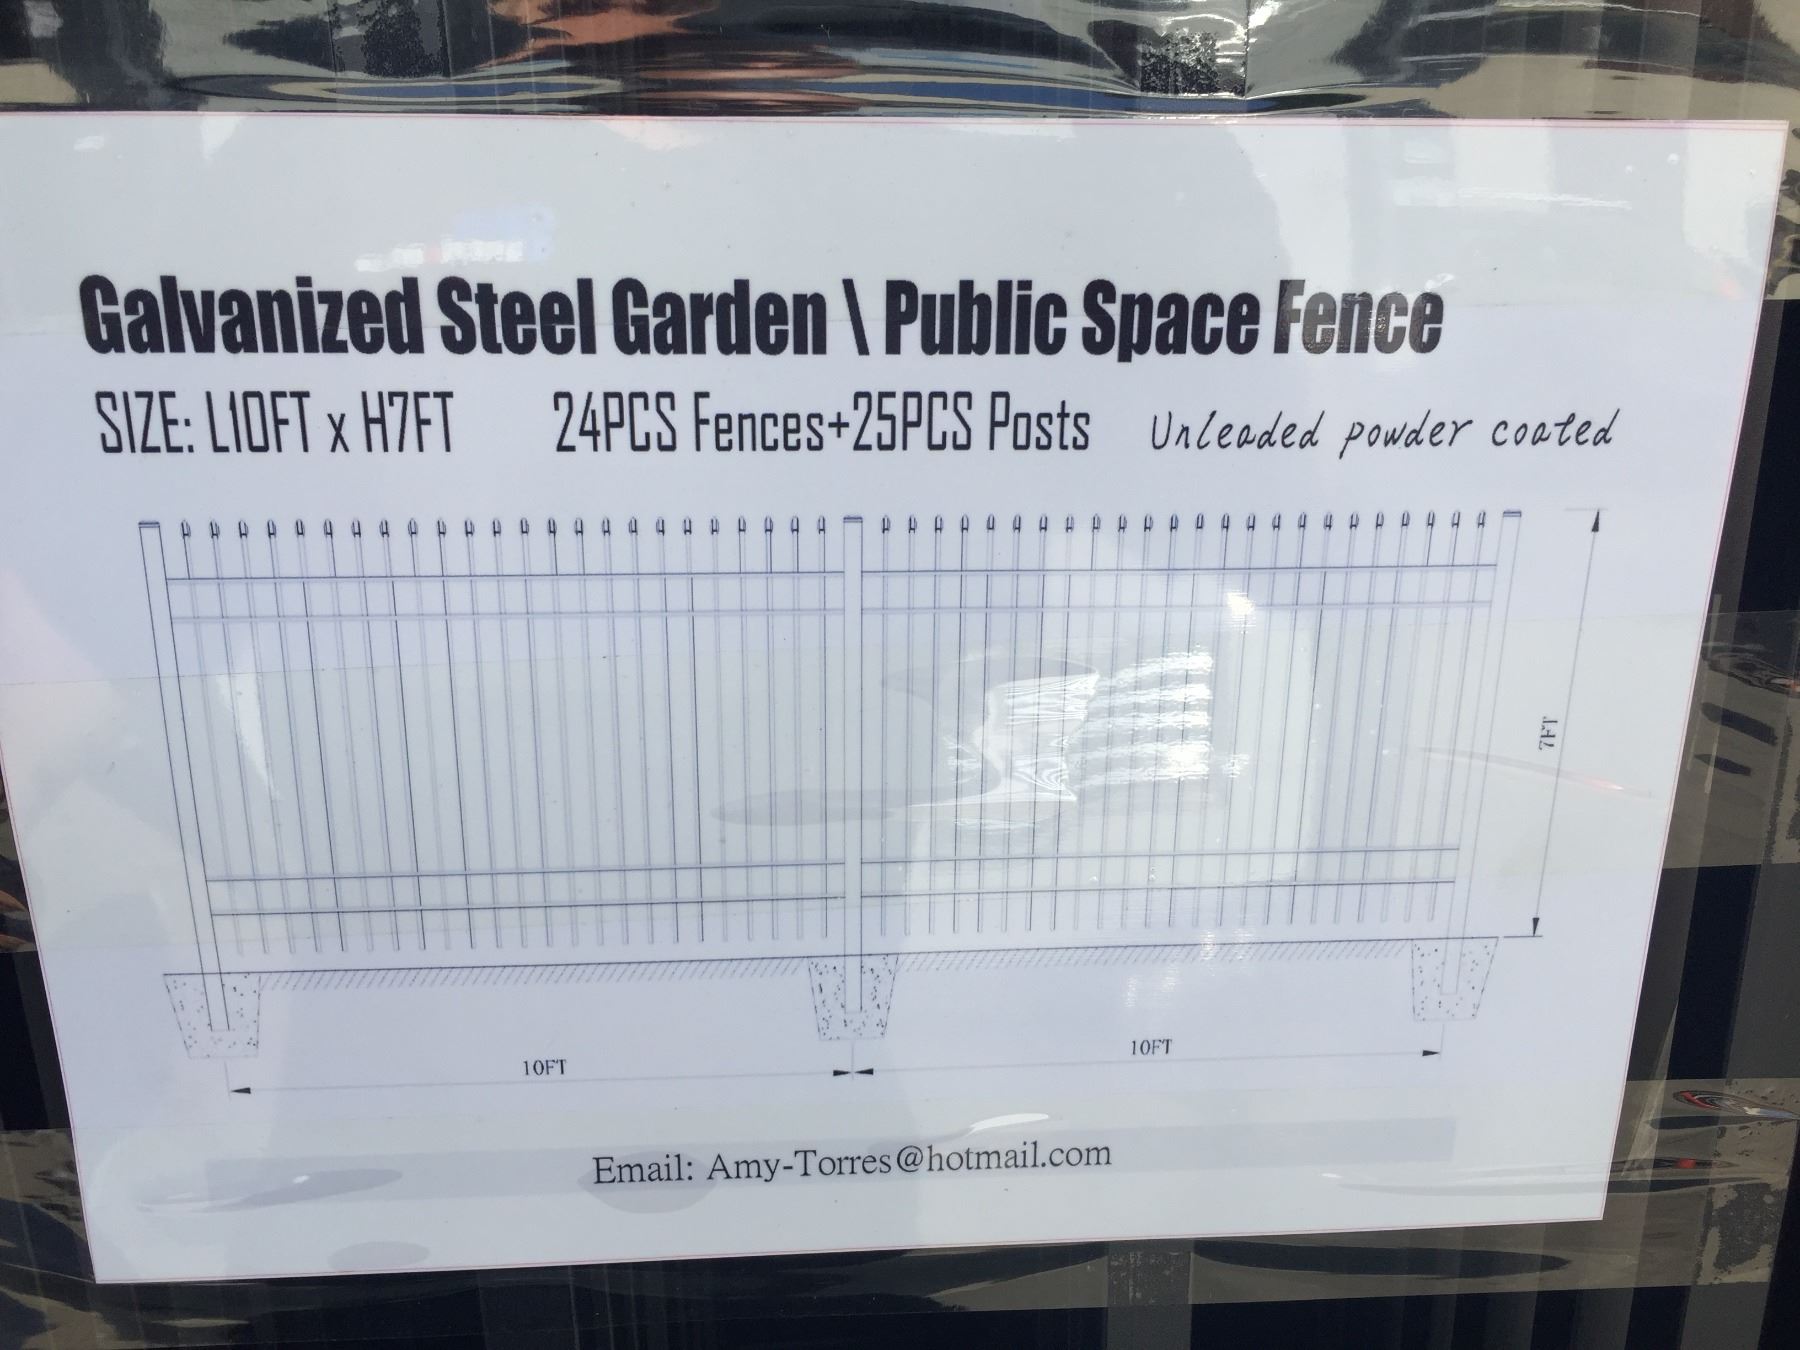 Galvanized Steel Garden \ Public Space Fence
SIZE: L10FT x H7FT 24PCS Fences+25PCS Posts Unleaded powder coated
7FT
10FT 10FT
Email: Amy-Torres@hotmail.com